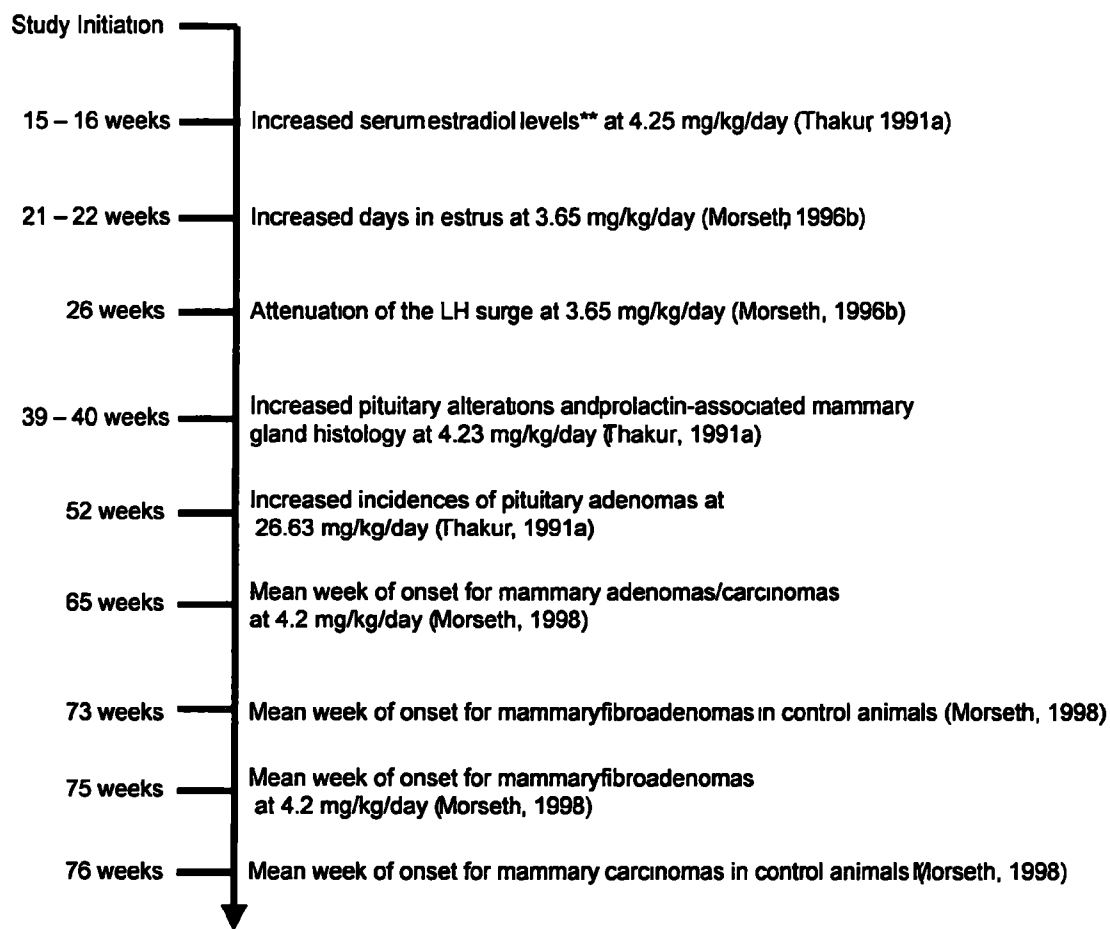 Study Initiation
15 – 16 weeks Increased serum estradiol levels** at 4.25 mg/kg/day (Thakur, 1991a)
21 – 22 weeks Increased days in estrus at 3.65 mg/kg/day (Morseth, 1996b)
26 weeks Attenuation of the LH surge at 3.65 mg/kg/day (Morseth, 1996b)
39 – 40 weeks Increased pituitary alterations andprolactin-associated mammary
gland histology at 4.23 mg/kg/day (Thakur, 1991a)
52 weeks Increased incidences of pituitary adenomas at
26.63 mg/kg/day (Thakur, 1991a)
65 weeks Mean week of onset for mammary adenomas/carcinomas
at 4.2 mg/kg/day (Morseth, 1998)
73 weeks Mean week of onset for mammaryfibroadenomas in control animals (Morseth, 1998)
75 weeks Mean week of onset for mammaryfibroadenomas
at 4.2 mg/kg/day (Morseth, 1998)
76 weeks Mean week of onset for mammary carcinomas in control animals (Morseth, 1998)